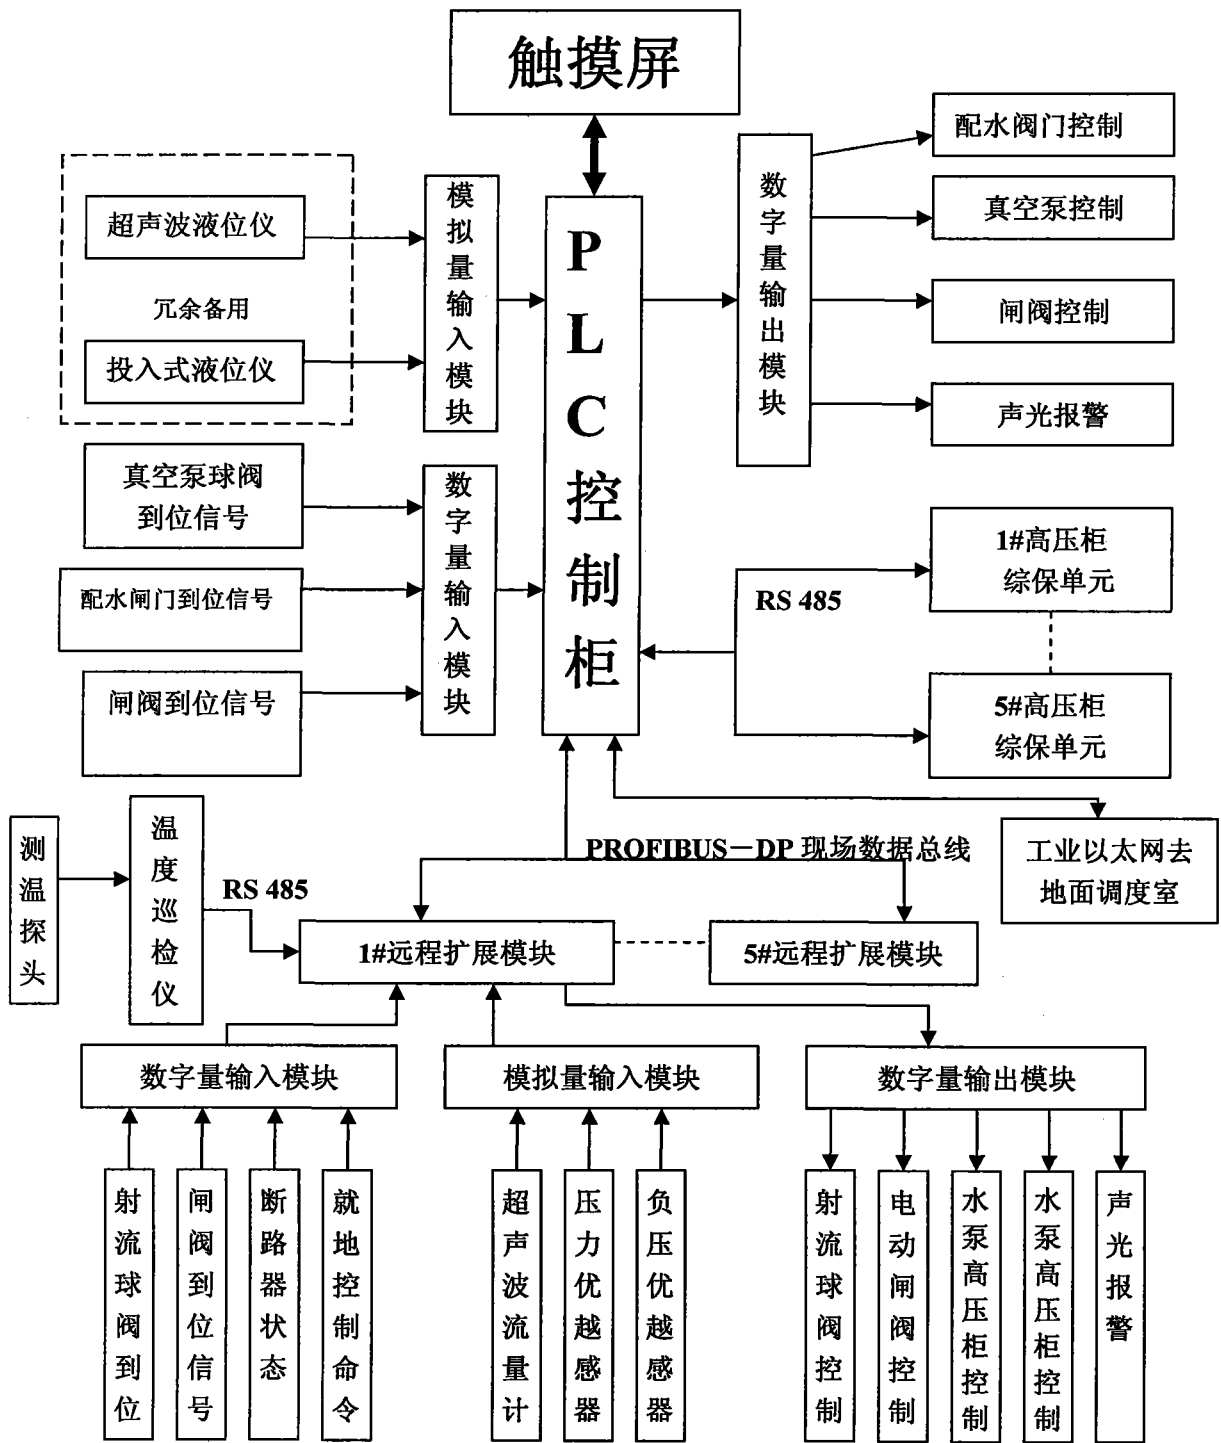 触摸屏
配水阀门控制
真空泵控制
闸阀控制
声光报警
数字量输出模块
模拟量输入模块
超声波液位仪
冗余备用
投入式液位仪
PLC控制柜
真空泵球阀
到位信号
配水闸门到位信号
闸阀到位信号
数字量输入模块
1#高压柜
综保单元
RS 485
5#高压柜
综保单元
测温探头
温度巡检仪
RS 485
PROFIBUS－DP 现场数据总线
工业以太网去
地面调度室
1#远程扩展模块
5#远程扩展模块
数字量输入模块
模拟量输入模块
数字量输出模块
射流球阀到位
闸阀到位信号
断路器状态
就地控制命令
超声波流量计
压力优越感器
负压优越感器
射流球阀控制
电动闸阀控制
水泵高压柜控制
水泵高压柜控制
声光报警